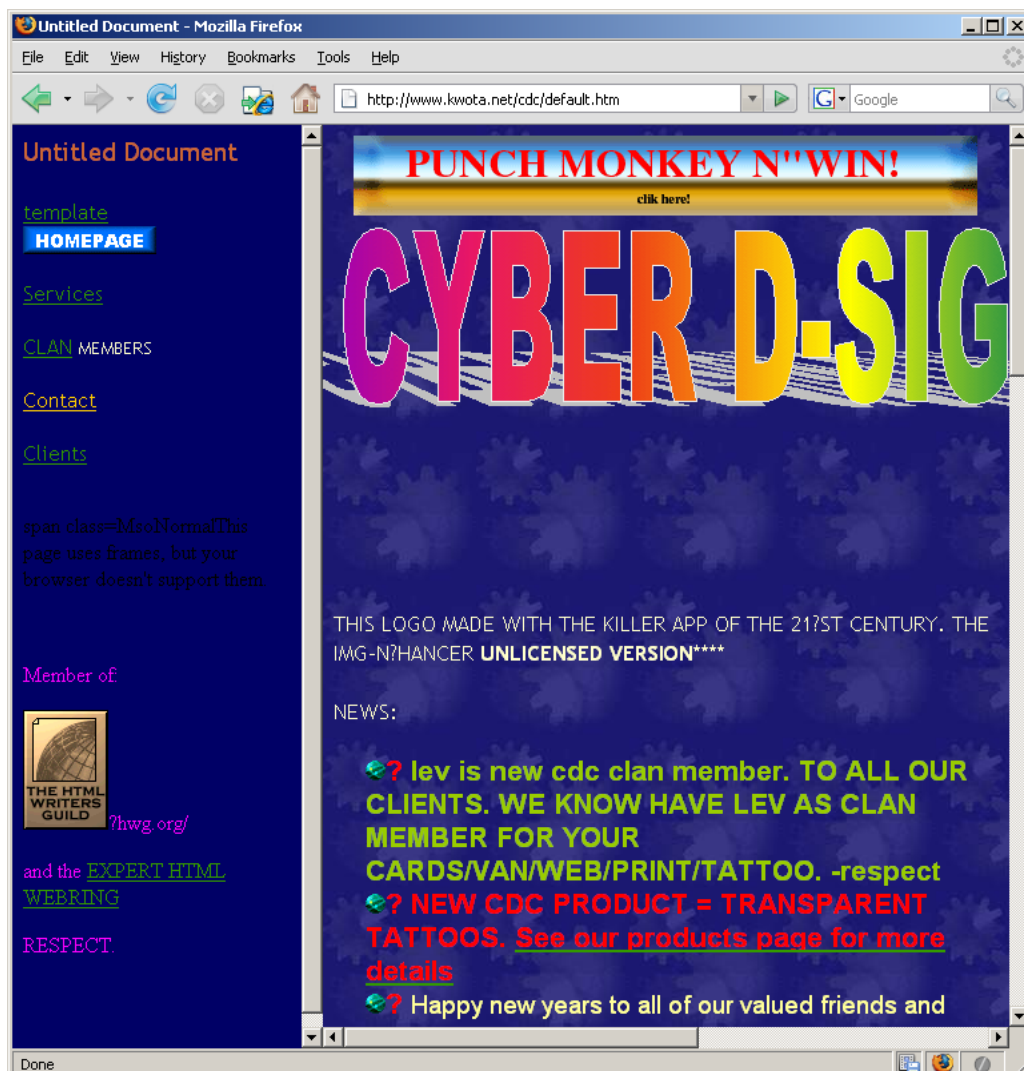 Untitled Document - Mozilla Firefox
File Edit View History Bookmarks Tools Help
http://www.kwota.net/cdc/default.htm
G Google
Untitled Document
template
HOMEPAGE
Services
CLAN MEMBERS
Contact
Clients
span class=MsoNormalThis
page uses frames, but your
browser doesn't support them.
Member of:
THE HTML
WRITERS
GUILD
?hwg.org/
and the EXPERT HTML
WEBRING
RESPECT.
PUNCH MONKEY N"WIN!
clik here!
CYBER D-SIG
THIS LOGO MADE WITH THE KILLER APP OF THE 21?ST CENTURY. THE
IMG-N?HANCER UNLICENSED VERSION****
NEWS:
? lev is new cdc clan member. TO ALL OUR
CLIENTS. WE KNOW HAVE LEV AS CLAN
MEMBER FOR YOUR
CARDS/VAN/WEB/PRINT/TATTOO. -respect
? NEW CDC PRODUCT = TRANSPARENT
TATTOOS. See our products page for more
details
? Happy new years to all of our valued friends and
Done